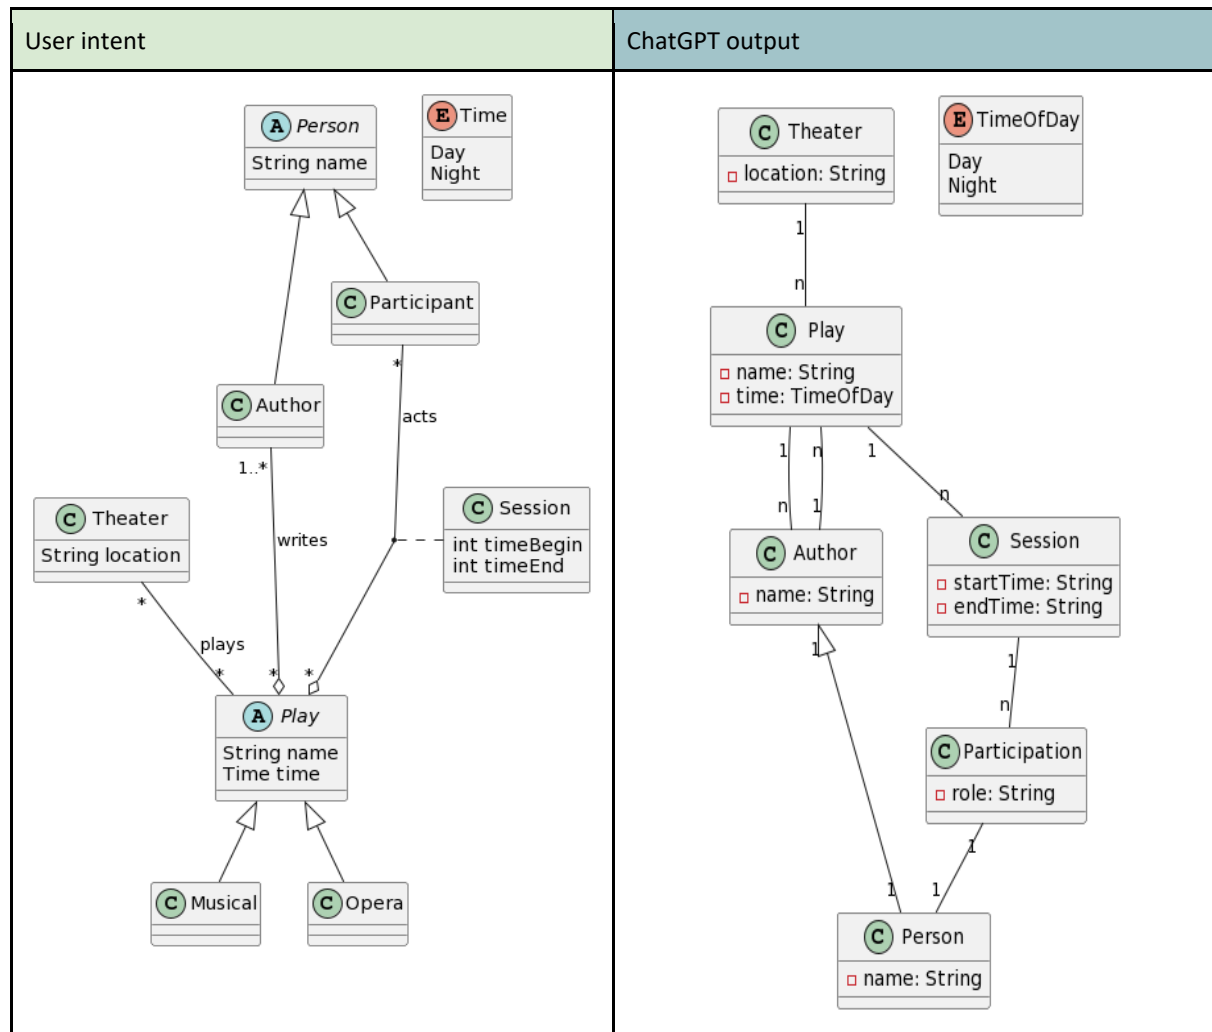 User intent
ChatGPT output
A Person
String name
E Time
Day
Night
C Participant
*
acts
C Author
1..*
writes
C Theater
String location
*
plays
C Session
int timeBegin
int timeEnd
*
*
*
A Play
String name
Time time
C Musical
C Opera
C Theater
location: String
E TimeOfDay
Day
Night
1
n
C Play
name: String
time: TimeOfDay
1
n
1
n
1
n
C Author
name: String
C Session
startTime: String
endTime: String
1
1
n
C Participation
role: String
1
1
1
C Person
name: String